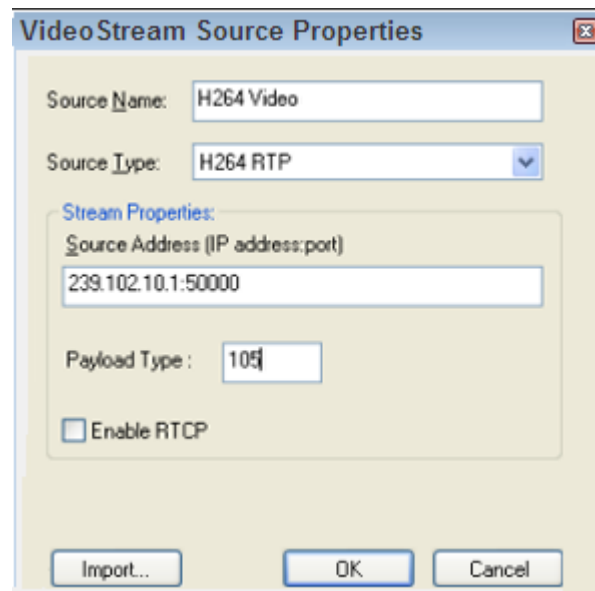 VideoStream Source Properties
Source Name: H264 Video
Source Type: H264 RTP
Stream Properties:
Source Address (IP address:port)
239.102.10.1:50000
Payload Type : 105
Enable RTCP
Import... OK Cancel